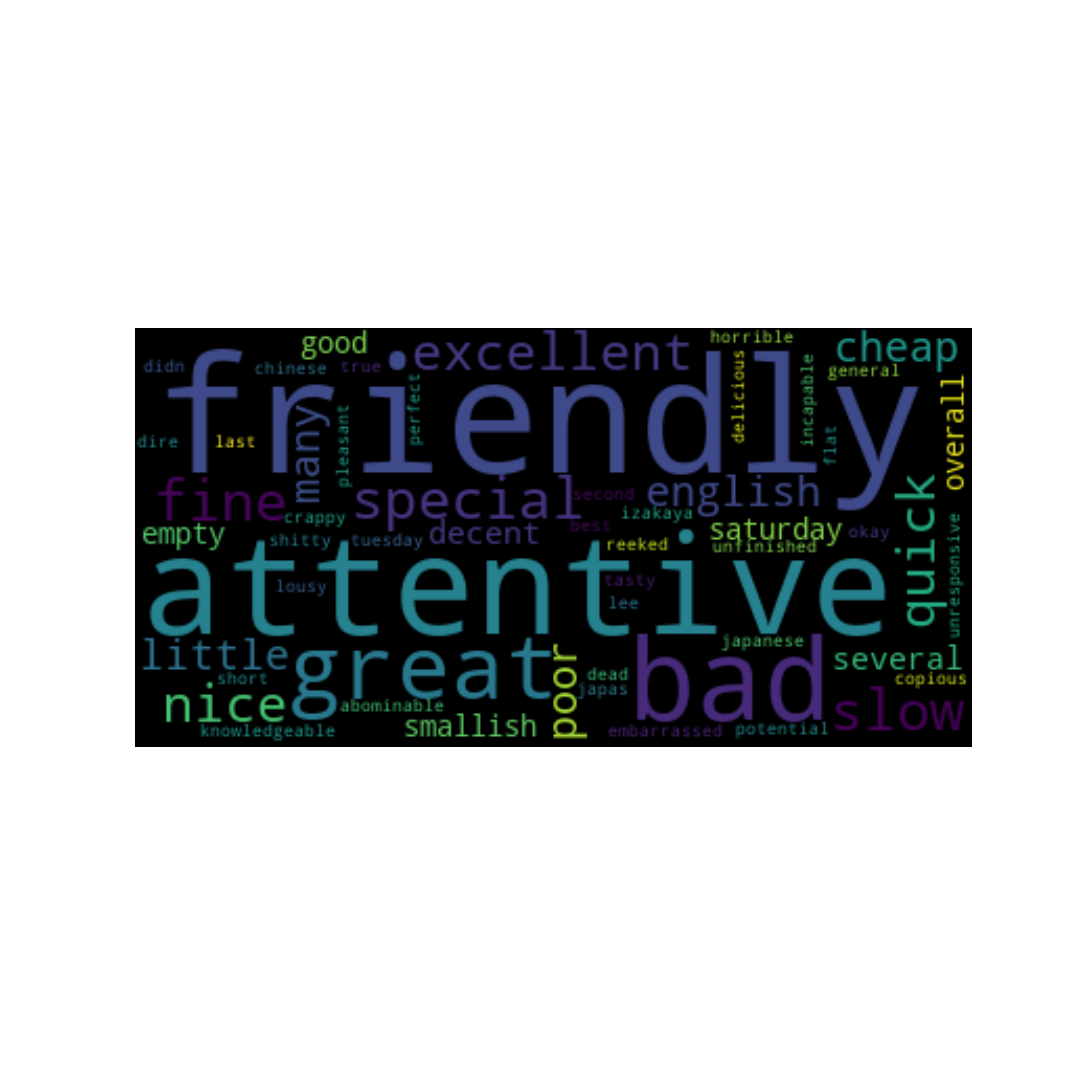 good
excellent
horrible
cheap
didn
chinese
true
friendly
general
delicious
incapable
perfect
many
pleasant
flat
overall
dire
last
fine
special
second
english
quick
crappy
izakaya
empty
shitty
tuesday
decent
best
reeked
saturday
unfinished
okay
attentive
unresponsive
lousy
tasty
lee
little
great
poor
bad
japanese
several
short
dead
japas
copious
nice
abominable
slow
knowledgeable
smallish
embarrassed
potential